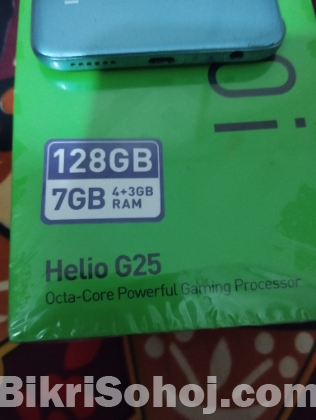 128GB
7GB 4+3GB RAM
Helio G25
Octa-Core Powerful Gaming Processor
BikriSohoj.com